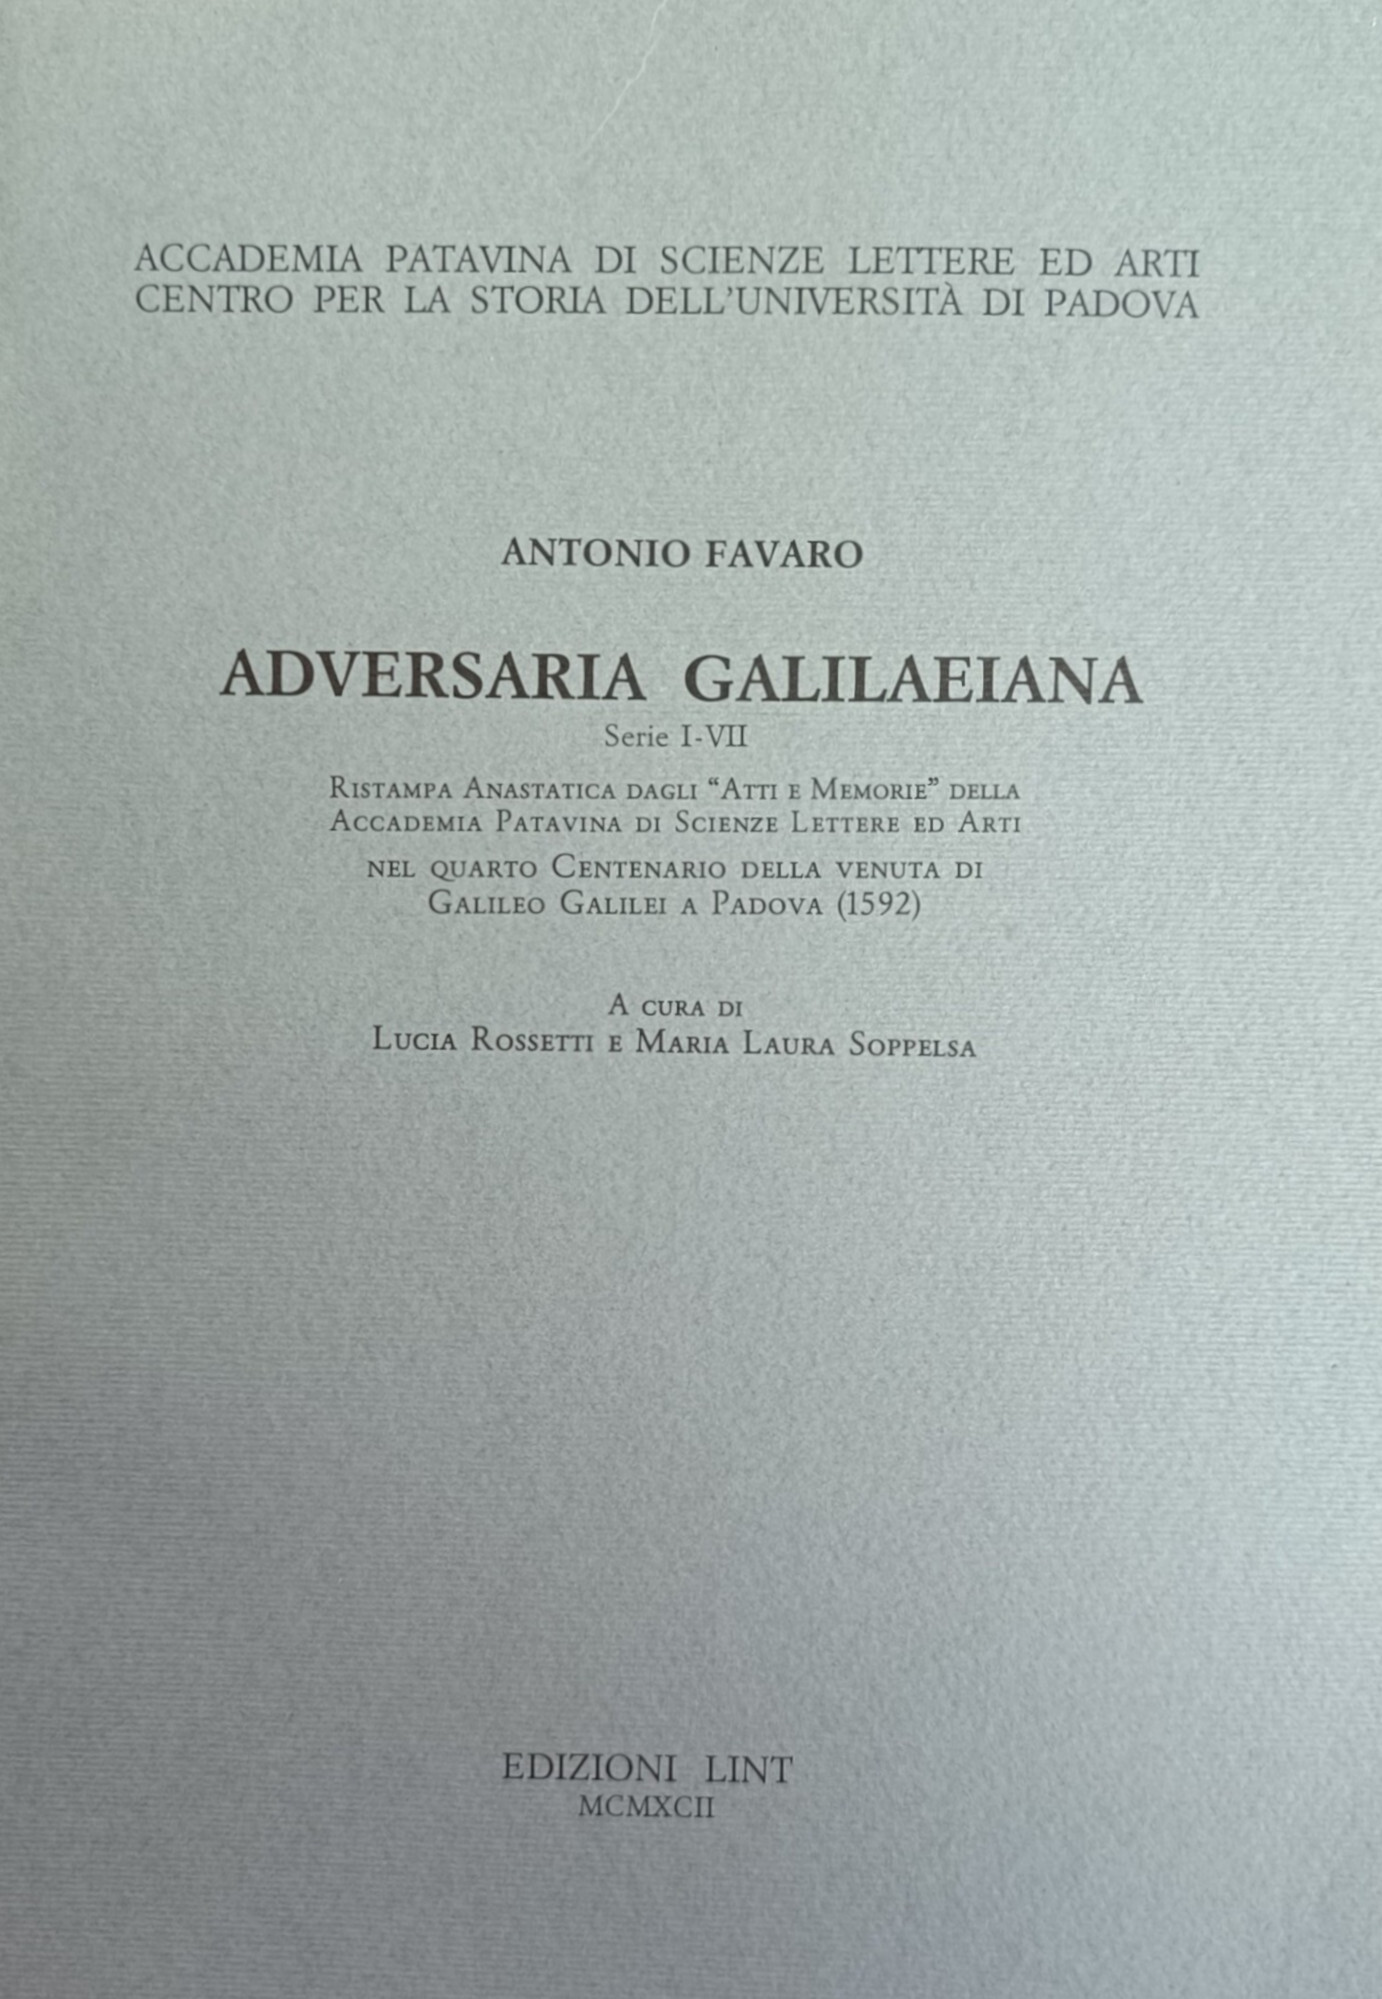 ACCADEMIA PATAVINA DI SCIENZE LETTERE ED ARTI
CENTRO PER LA STORIA DELL'UNIVERSITÀ DI PADOVA
ANTONIO FAVARO
ADVERSARIA GALILAEIANA
Serie I-VII
RISTAMPA ANASTATICA DAGLI “ATTI E MEMORIE” DELLA
ACCADEMIA PATAVINA DI SCIENZE LETTERE ED ARTI
NEL QUARTO CENTENARIO DELLA VENUTA DI
GALILEO GALILEI A PADOVA (1592)
A CURA DI
LUCIA ROSSETTI E MARIA LAURA SOPPELSA
EDIZIONI LINT
MCMXCII